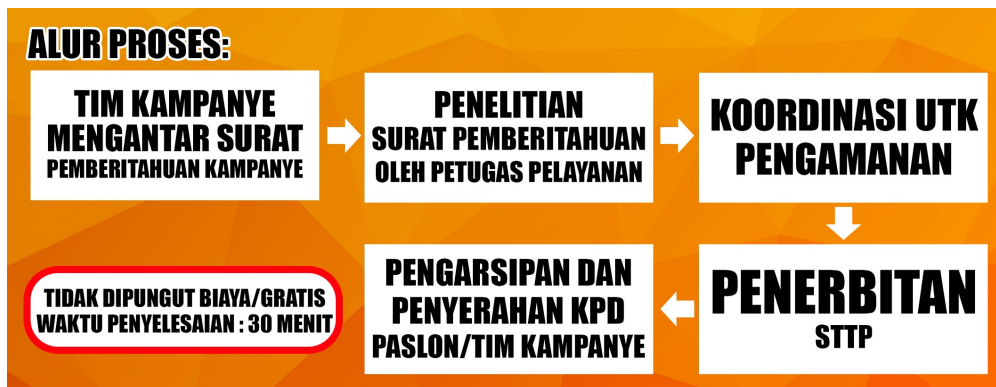 ALUR PROSES:
TIM KAMPANYE
MENGANTAR SURAT
PEMBERITAHUAN KAMPANYE
PENELITIAN
SURAT PEMBERITAHUAN
OLEH PETUGAS PELAYANAN
KOORDINASI UTK
PENGAMANAN
PENERBITAN
STTP
PENGARSIPAN DAN
PENYERAHAN KPD
PASLON/TIM KAMPANYE
TIDAK DIPUNGUT BIAYA/GRATIS
WAKTU PENYELESAIAN : 30 MENIT